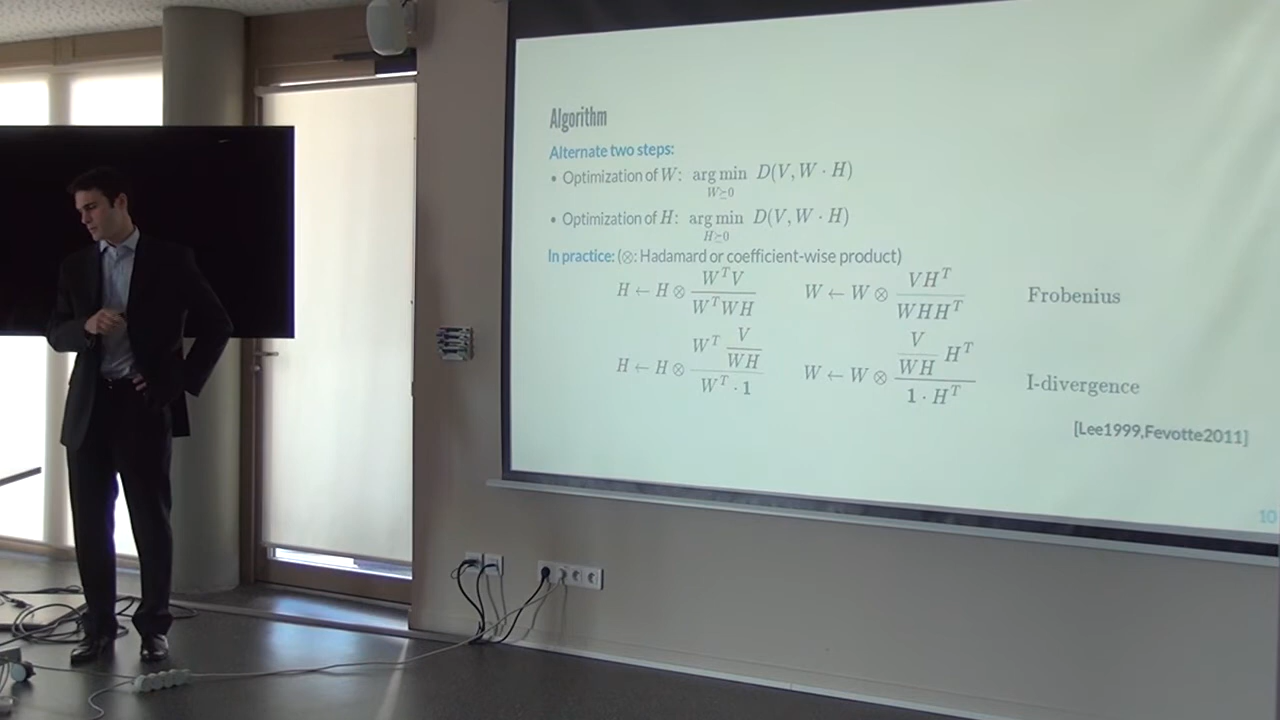 Algorithm
Alternate two steps:
• Optimization of W: arg min W⪰0 D(V, W · H)
• Optimization of H: arg min H⪰0 D(V, W · H)
In practice: (⊗: Hadamard or coefficient-wise product)
H ← H ⊗ W^T V / W^T W H    W ← W ⊗ V H^T / W H H^T    Frobenius
H ← H ⊗ (W^T V/WH) / (W^T · 1)    W ← W ⊗ (V/WH H^T) / (1 · H^T)    I-divergence
[Lee1999,Fevotte2011]
10